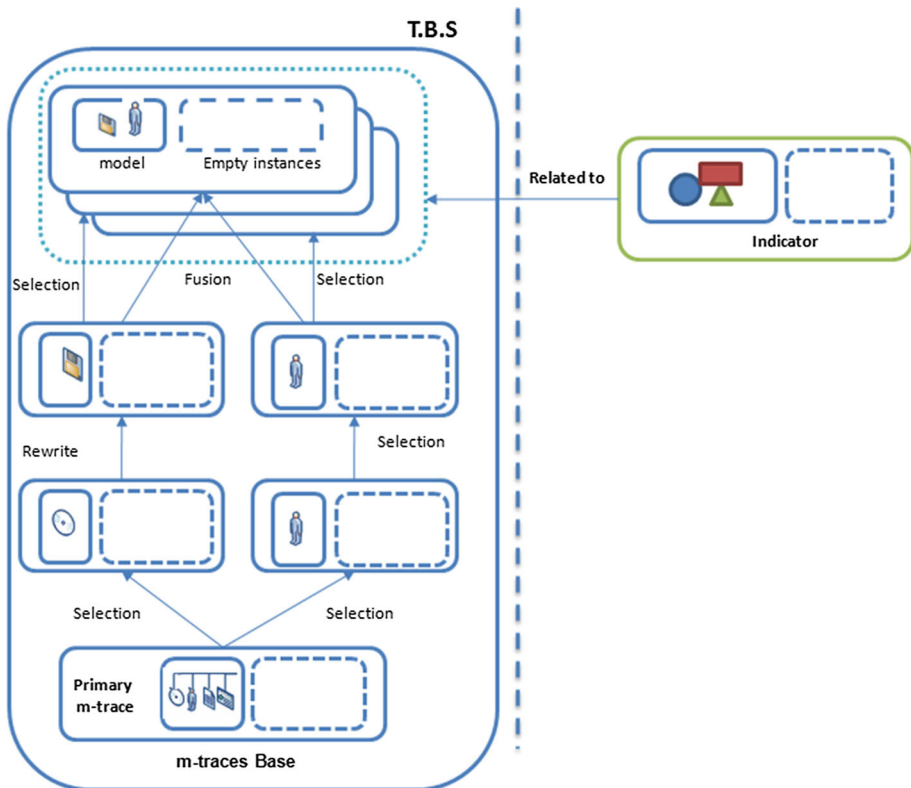 T.B.S
model
Empty instances
Related to
Indicator
Selection
Fusion
Selection
Rewrite
Selection
Selection
Selection
Primary
m-trace
m-traces Base